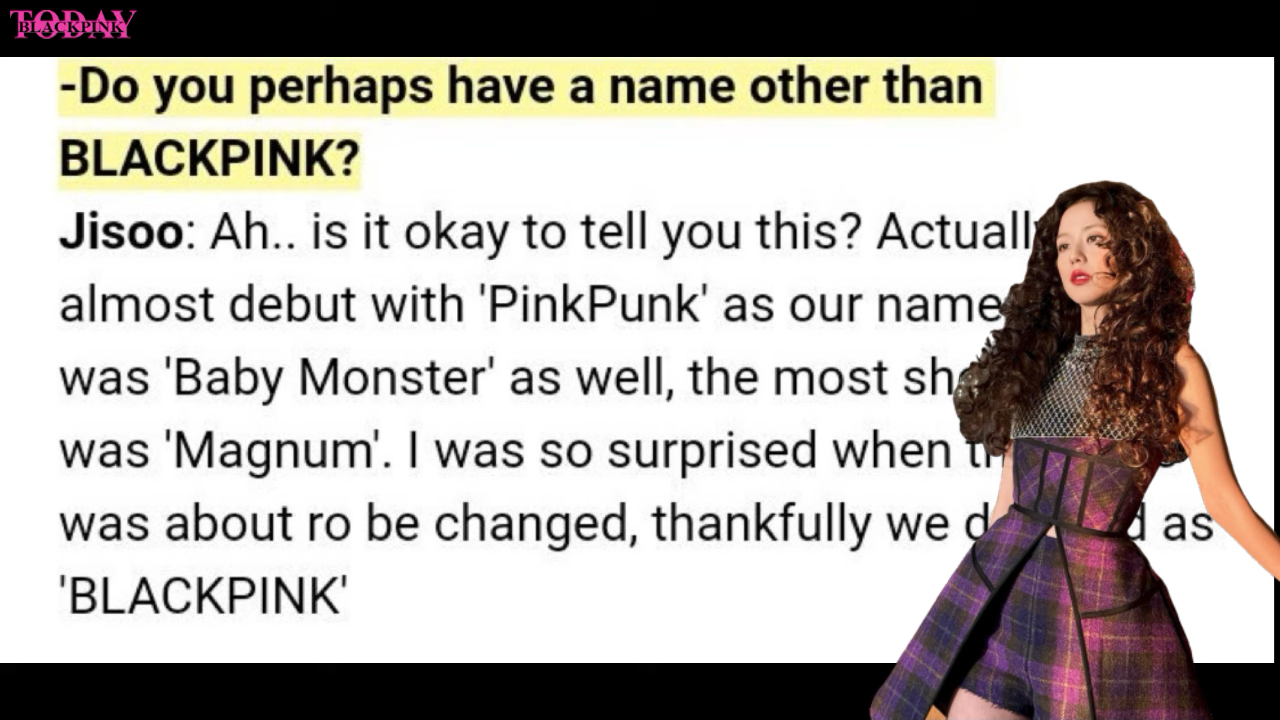 TODAY
BLACKPINK
-Do you perhaps have a name other than
BLACKPINK?
Jisoo: Ah.. is it okay to tell you this?
almost debut with 'PinkPunk' as our name
was 'Baby Monster' as well, the most
was 'Magnum'. I was so surprised when
was about ro be changed, thankfully we as
'BLACKPINK'